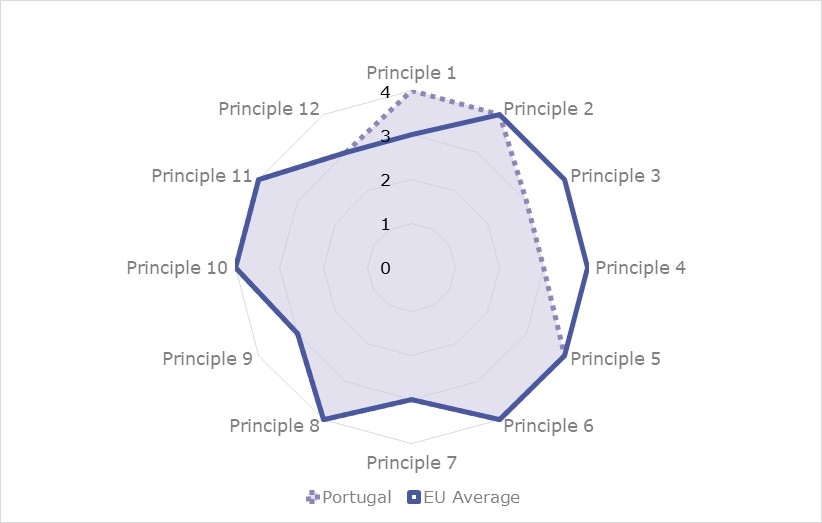 Principle 1
Principle 2
Principle 3
Principle 4
Principle 5
Principle 6
Principle 7
Principle 8
Principle 9
Principle 10
Principle 11
Principle 12
4
3
2
1
0
Portugal
EU Average